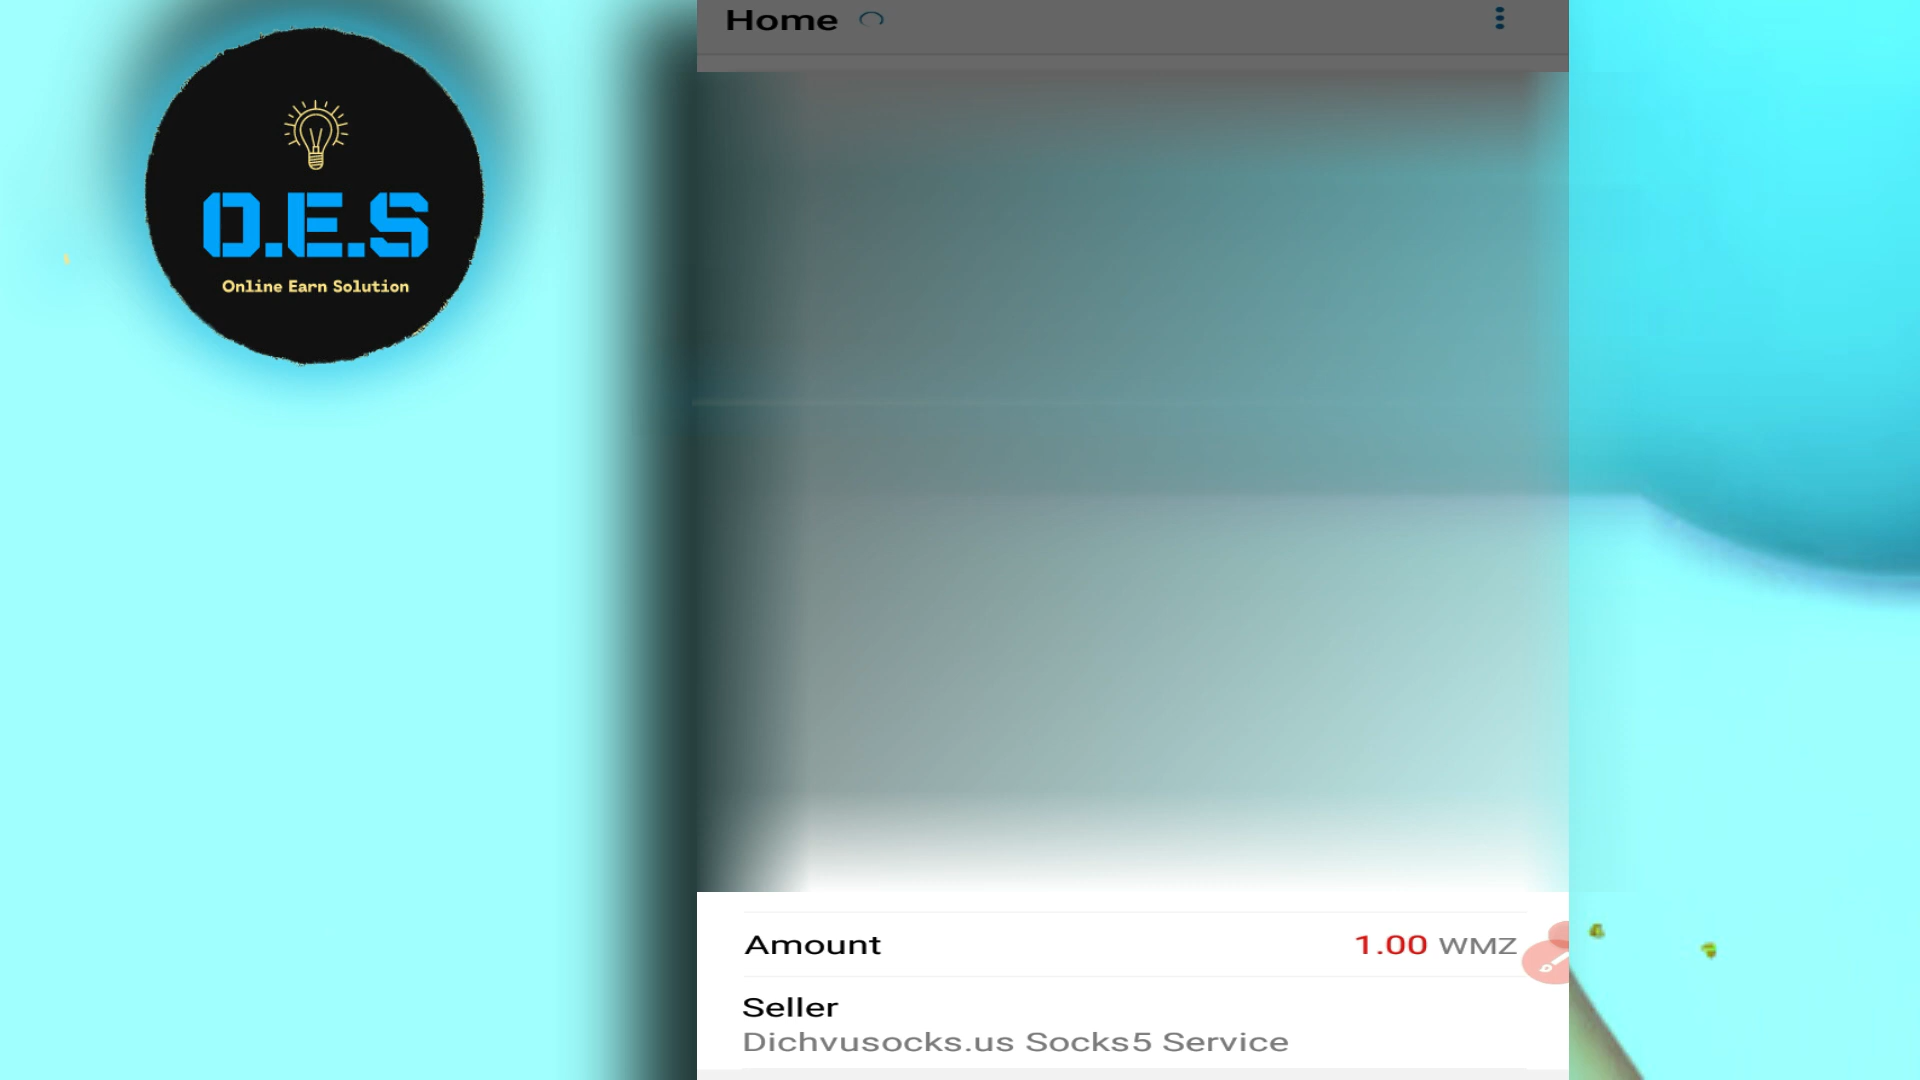 Home
O.E.S
Online Earn Solution
Amount 1.00 WMZ
Seller
Dichvusocks.us Socks5 Service